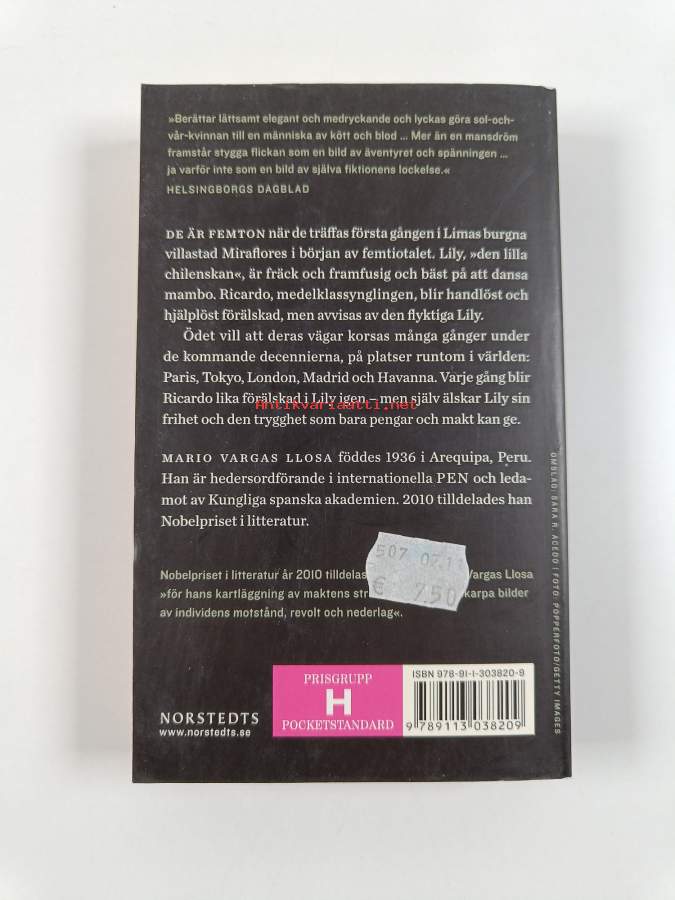 »Berättar lättsamt elegant och medryckande och lyckas göra sol-och-
vår-kvinnan till en människa av kött och blod ... Mer än en mansdröm
framstår stygga flickan som en bild av äventyret och spänningen ...
ja varför inte som en bild av själva fiktionens lockelse.«
HELSINGBORGS DAGBLAD
DE ÄR FEMTON när de träffas första gången i Limas burgna
villastad Miraflores i början av femtiotalet. Lily, »den lilla
chilenskan«, är fräck och framfusig och bäst på att dansa
mambo. Ricardo, medelklassynglingen, blir handlöst och
hjälplöst förälskad, men avvisas av den flyktiga Lily.
Ödet vill att deras vägar korsas många gånger under
de kommande decennierna, på platser runtom i världen:
Paris, Tokyo, London, Madrid och Havanna. Varje gång blir
Ricardo lika förälskad i Lily igen – men själv älskar Lily sin
Antikvariaatti.net
frihet och den trygghet som bara pengar och makt kan ge.
MARIO VARGAS LLOSA föddes 1936 i Arequipa, Peru.
Han är hedersordförande i internationella PEN och leda-
mot av Kungliga spanska akademien. 2010 tilldelades han
Nobelpriset i litteratur.
507 07.1
€ 7.50
Nobelpriset i litteratur år 2010 tilldelas Vargas Llosa
»för hans kartläggning av maktens str karpa bilder
av individens motstånd, revolt och nederlag«.
NORSTEDTS
www.norstedts.se
PRISGRUPP
H
POCKETSTANDARD
ISBN 978-91-1-303820-9
9 789113 038209
OMSLAG: SARA R. ACEDO | FOTO: POPPERFOTO/GETTY IMAGES